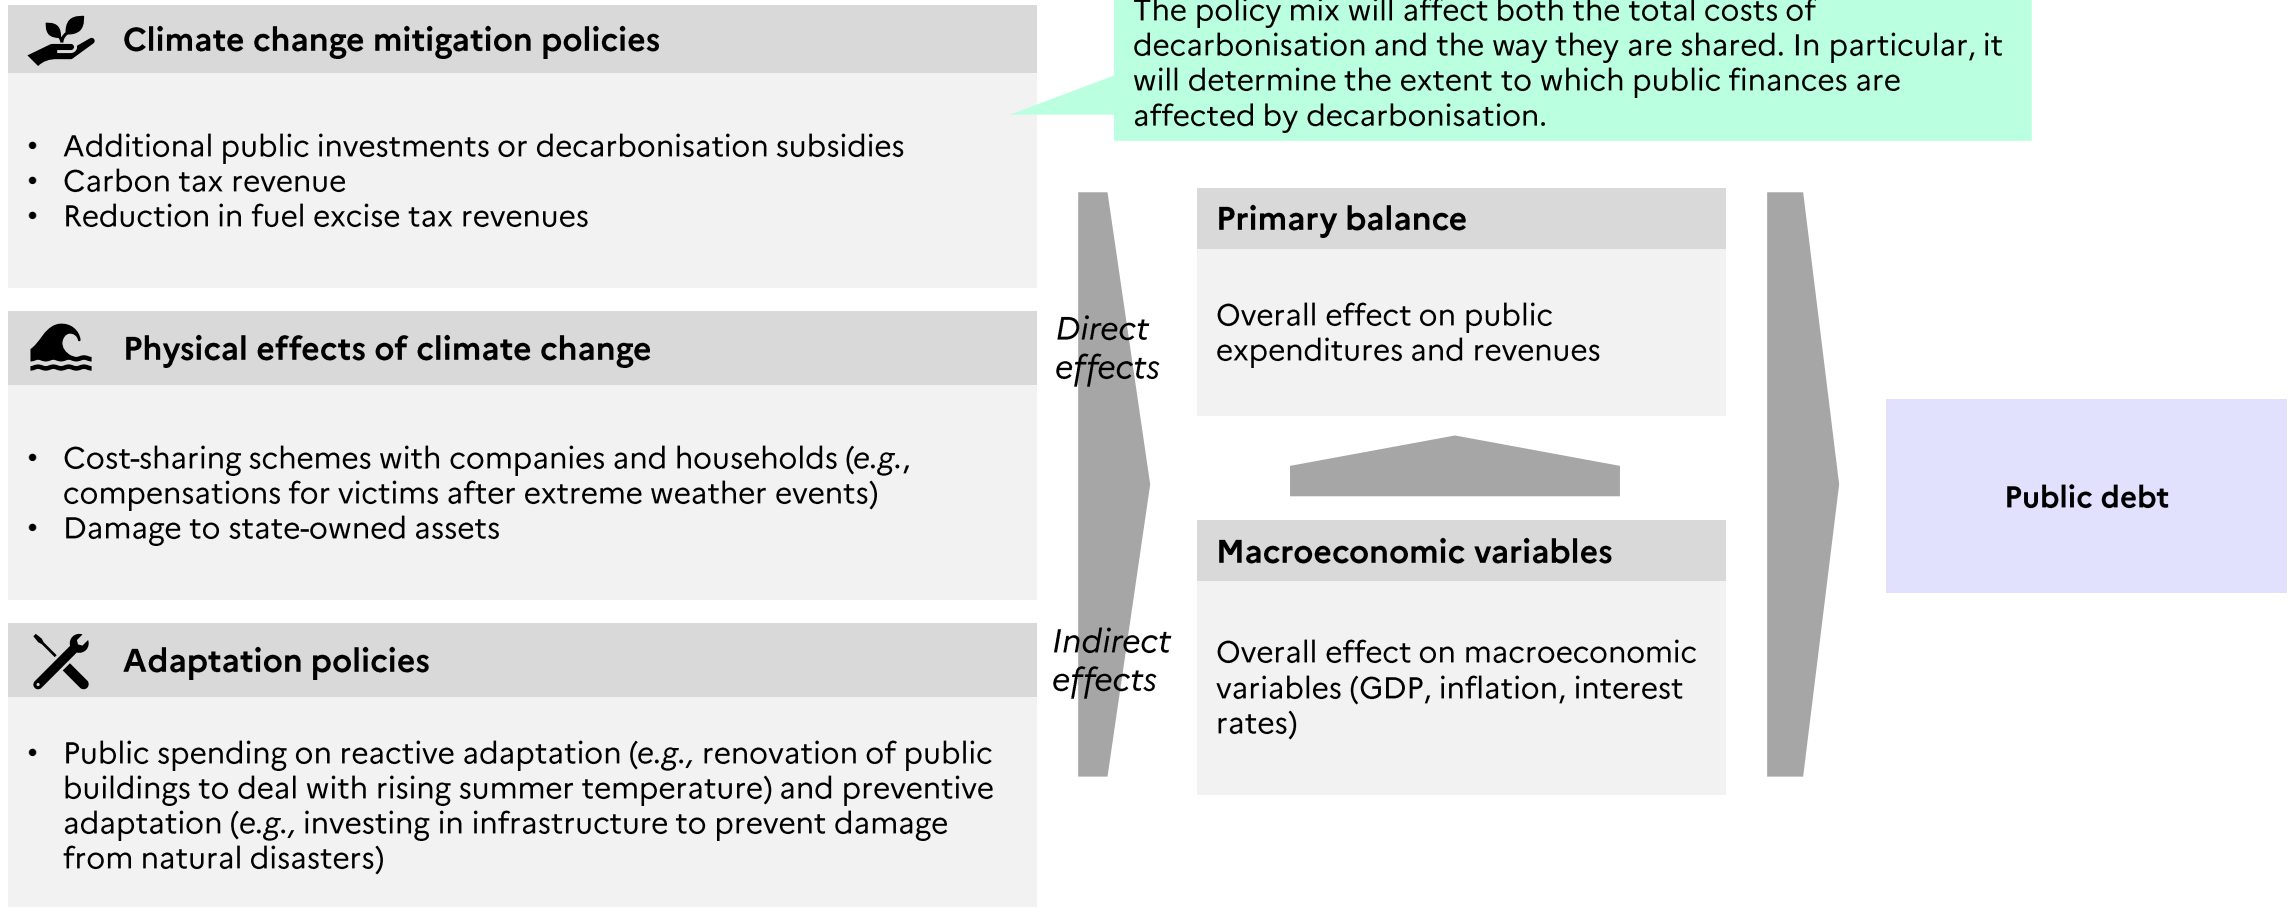 Climate change mitigation policies
• Additional public investments or decarbonisation subsidies
• Carbon tax revenue
• Reduction in fuel excise tax revenues
The policy mix will affect both the total costs of
decarbonisation and the way they are shared. In particular, it
will determine the extent to which public finances are
affected by decarbonisation.
Physical effects of climate change
• Cost-sharing schemes with companies and households (e.g.,
compensations for victims after extreme weather events)
• Damage to state-owned assets
Adaptation policies
• Public spending on reactive adaptation (e.g., renovation of public
buildings to deal with rising summer temperature) and preventive
adaptation (e.g., investing in infrastructure to prevent damage
from natural disasters)
Direct
effects
Indirect
effects
Primary balance
Overall effect on public
expenditures and revenues
Macroeconomic variables
Overall effect on macroeconomic
variables (GDP, inflation, interest
rates)
Public debt